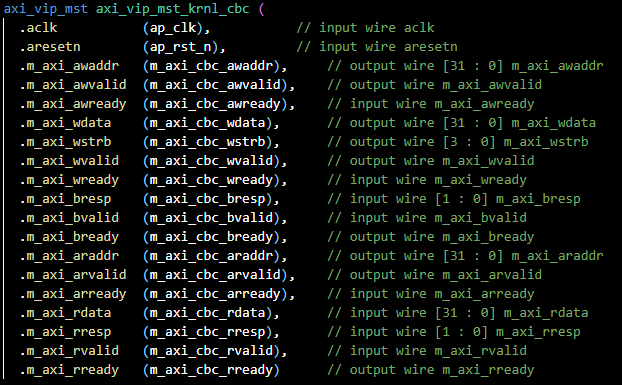 axi_vip_mst axi_vip_mst_krnl_cbc (
  .aclk           (ap_clk),           // input wire aclk
  .aresetn        (ap_rst_n),         // input wire aresetn
  .m_axi_awaddr   (m_axi_cbc_awaddr),     // output wire [31 : 0] m_axi_awaddr
  .m_axi_awvalid  (m_axi_cbc_awvalid),    // output wire m_axi_awvalid
  .m_axi_awready  (m_axi_cbc_awready),    // input wire m_axi_awready
  .m_axi_wdata    (m_axi_cbc_wdata),      // output wire [31 : 0] m_axi_wdata
  .m_axi_wstrb    (m_axi_cbc_wstrb),      // output wire [3 : 0] m_axi_wstrb
  .m_axi_wvalid   (m_axi_cbc_wvalid),     // output wire m_axi_wvalid
  .m_axi_wready   (m_axi_cbc_wready),     // input wire m_axi_wready
  .m_axi_bresp    (m_axi_cbc_bresp),      // input wire [1 : 0] m_axi_bresp
  .m_axi_bvalid   (m_axi_cbc_bvalid),     // input wire m_axi_bvalid
  .m_axi_bready   (m_axi_cbc_bready),     // output wire m_axi_bready
  .m_axi_araddr   (m_axi_cbc_araddr),     // output wire [31 : 0] m_axi_araddr
  .m_axi_arvalid  (m_axi_cbc_arvalid),    // output wire m_axi_arvalid
  .m_axi_arready  (m_axi_cbc_arready),    // input wire m_axi_arready
  .m_axi_rdata    (m_axi_cbc_rdata),      // input wire [31 : 0] m_axi_rdata
  .m_axi_rresp    (m_axi_cbc_rresp),      // input wire [1 : 0] m_axi_rresp
  .m_axi_rvalid   (m_axi_cbc_rvalid),     // input wire m_axi_rvalid
  .m_axi_rready   (m_axi_cbc_rready)      // output wire m_axi_rready